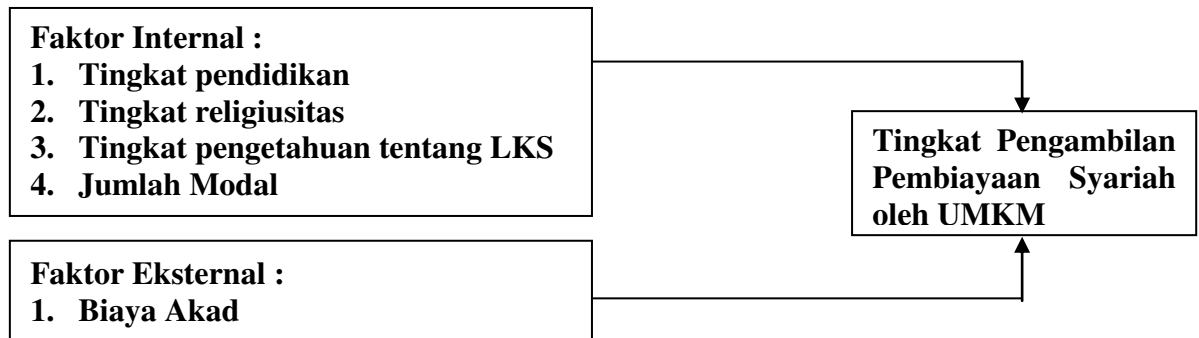 Faktor Internal :
1. Tingkat pendidikan
2. Tingkat religiusitas
3. Tingkat pengetahuan tentang LKS
4. Jumlah Modal
Tingkat Pengambilan
Pembiayaan Syariah
oleh UMKM
Faktor Eksternal :
1. Biaya Akad